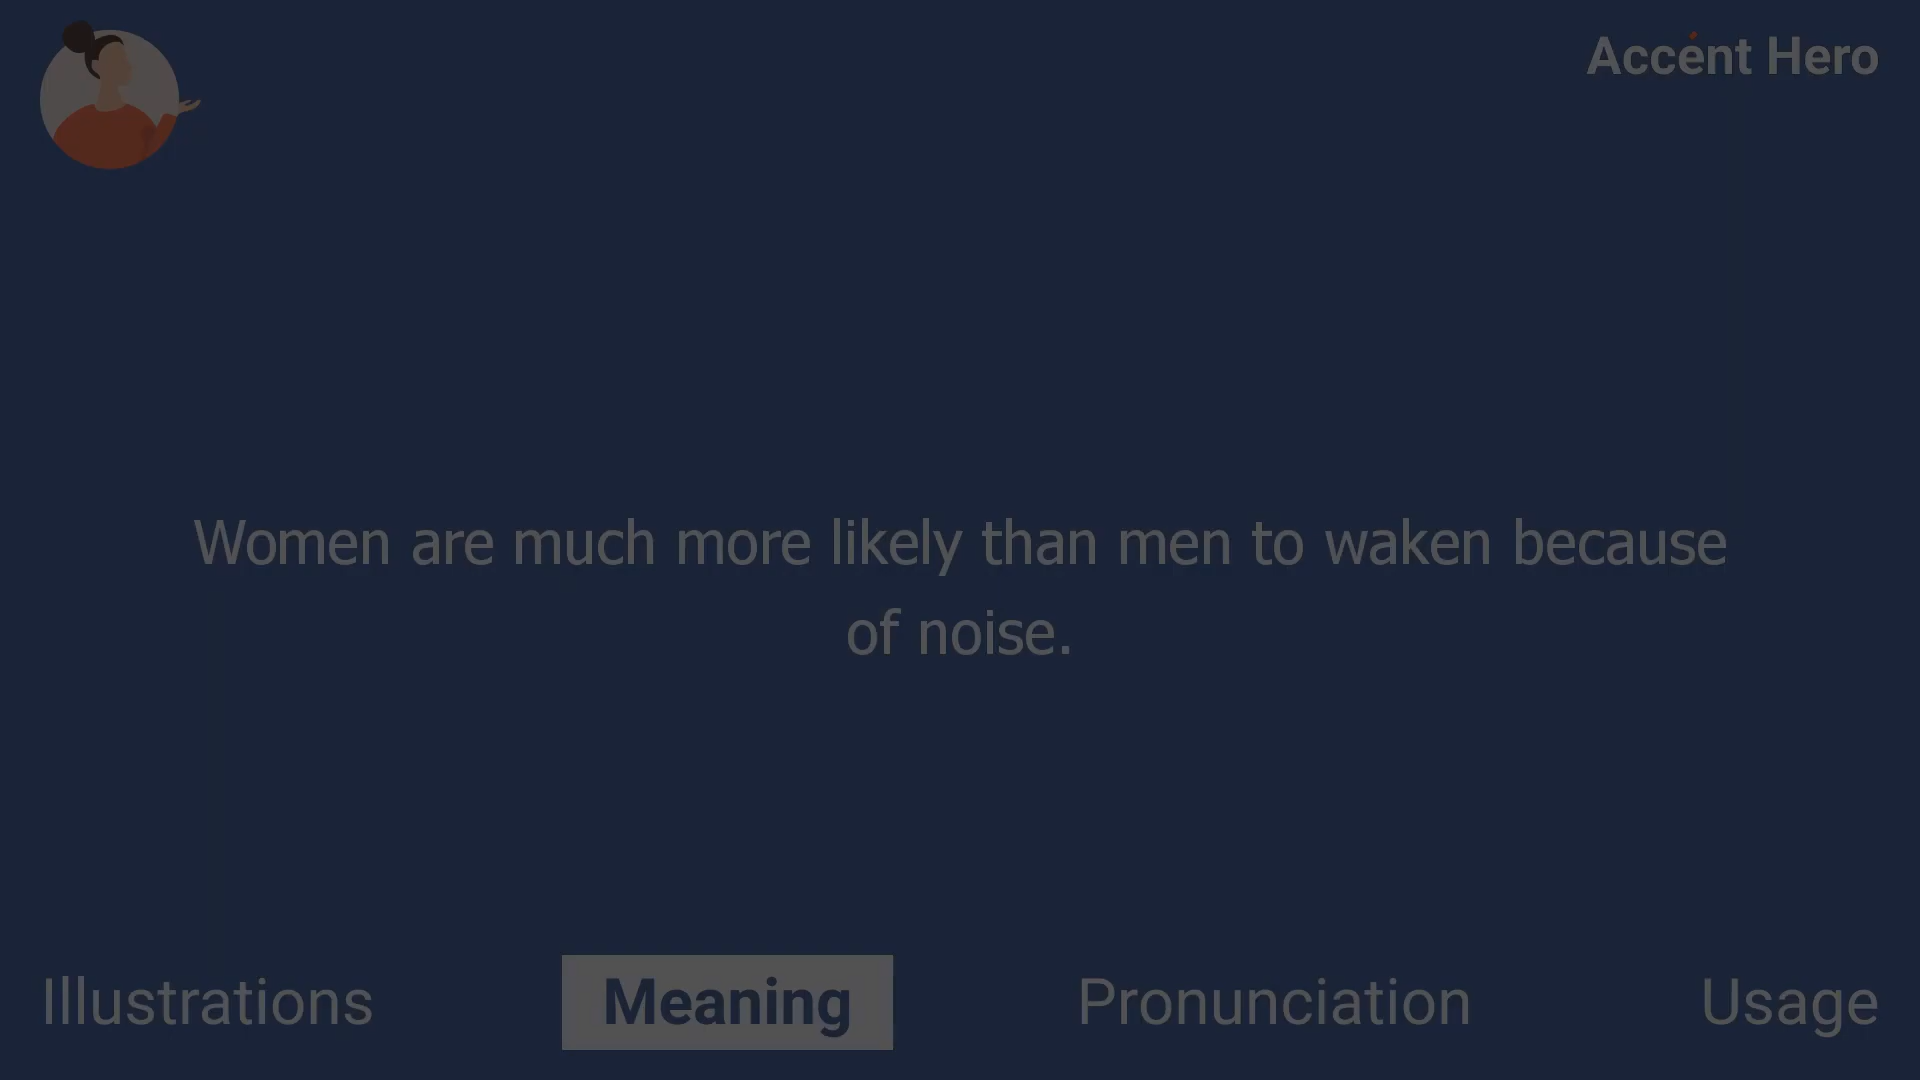 Accent Hero
Women are much more likely than men to waken because
of noise.
Illustrations
Meaning
Pronunciation
Usage